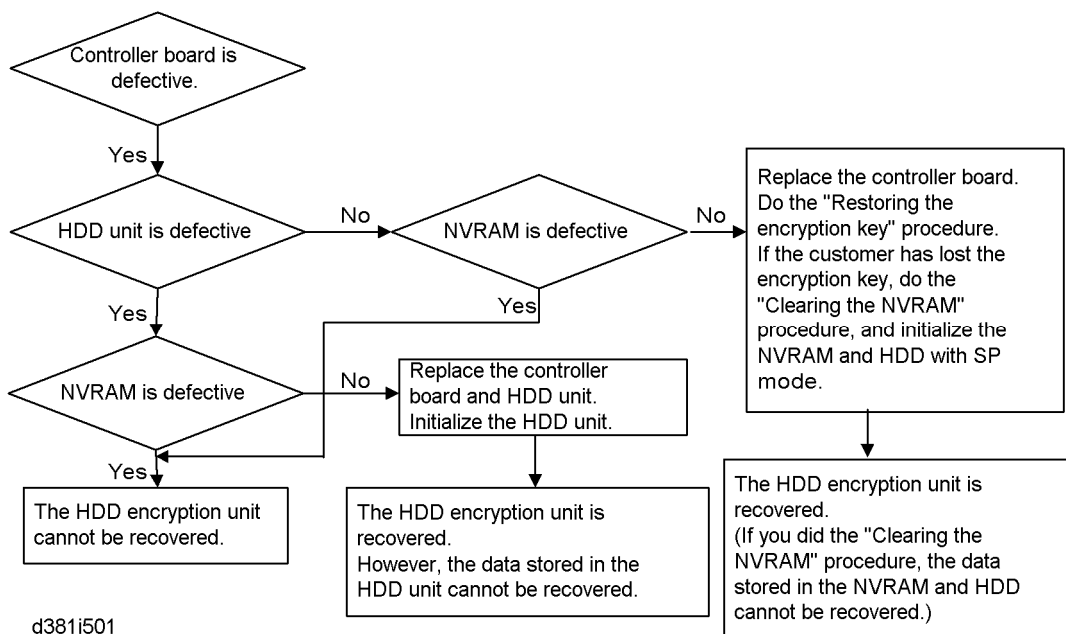 Controller board is
defective.
Yes
HDD unit is defective
No
NVRAM is defective
No
Replace the controller board.
Do the "Restoring the
encryption key" procedure.
If the customer has lost the
encryption key, do the
"Clearing the NVRAM"
procedure, and initialize the
NVRAM and HDD with SP
mode.
Yes
Yes
NVRAM is defective
No
Replace the controller
board and HDD unit.
Initialize the HDD unit.
Yes
The HDD encryption unit
cannot be recovered.
The HDD encryption unit is
recovered.
However, the data stored in the
HDD unit cannot be recovered.
The HDD encryption unit is
recovered.
(If you did the "Clearing the
NVRAM" procedure, the data
stored in the NVRAM and HDD
cannot be recovered.)
d381i501